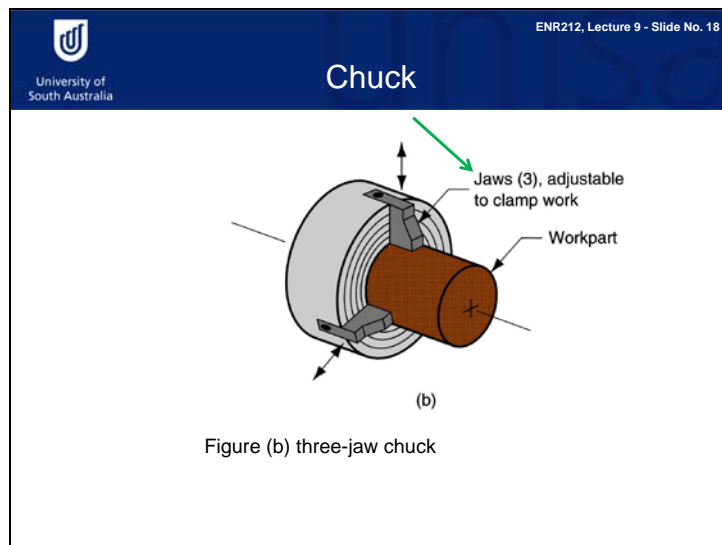 ENR212, Lecture 9 - Slide No. 18
University of
South Australia
Chuck
Jaws (3), adjustable
to clamp work
Workpart
(b)
Figure (b) three-jaw chuck